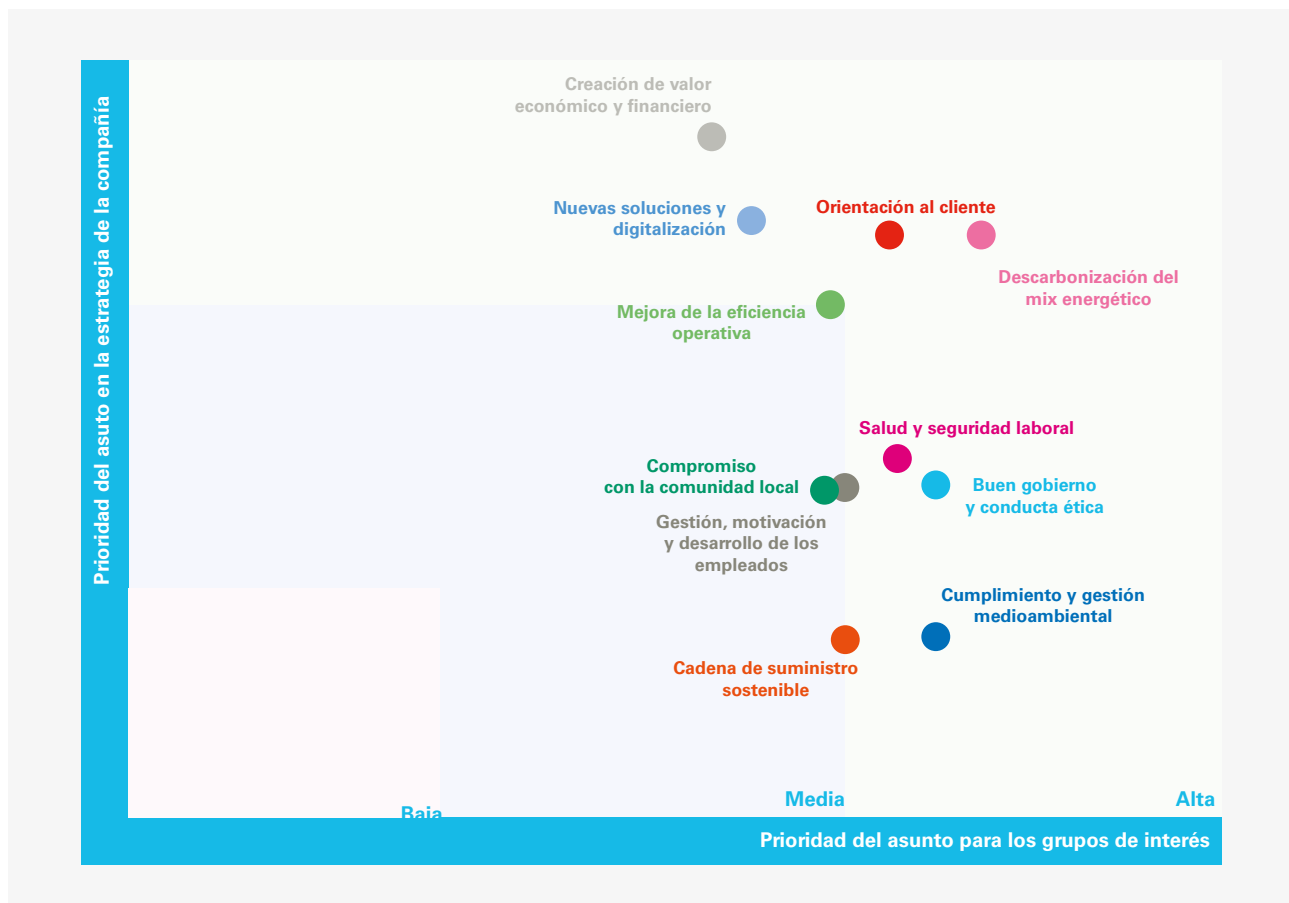 Prioridad del asuto en la estrategia de la compañía
Creación de valor
económico y financiero
Nuevas soluciones y
digitalización
Orientación al cliente
Descarbonización del
mix energético
Mejora de la eficiencia
operativa
Salud y seguridad laboral
Compromiso
con la comunidad local
Buen gobierno
y conducta ética
Gestión, motivación
y desarrollo de los
empleados
Cumplimiento y gestión
medioambiental
Cadena de suministro
sostenible
Baja
Media
Alta
Prioridad del asunto para los grupos de interés